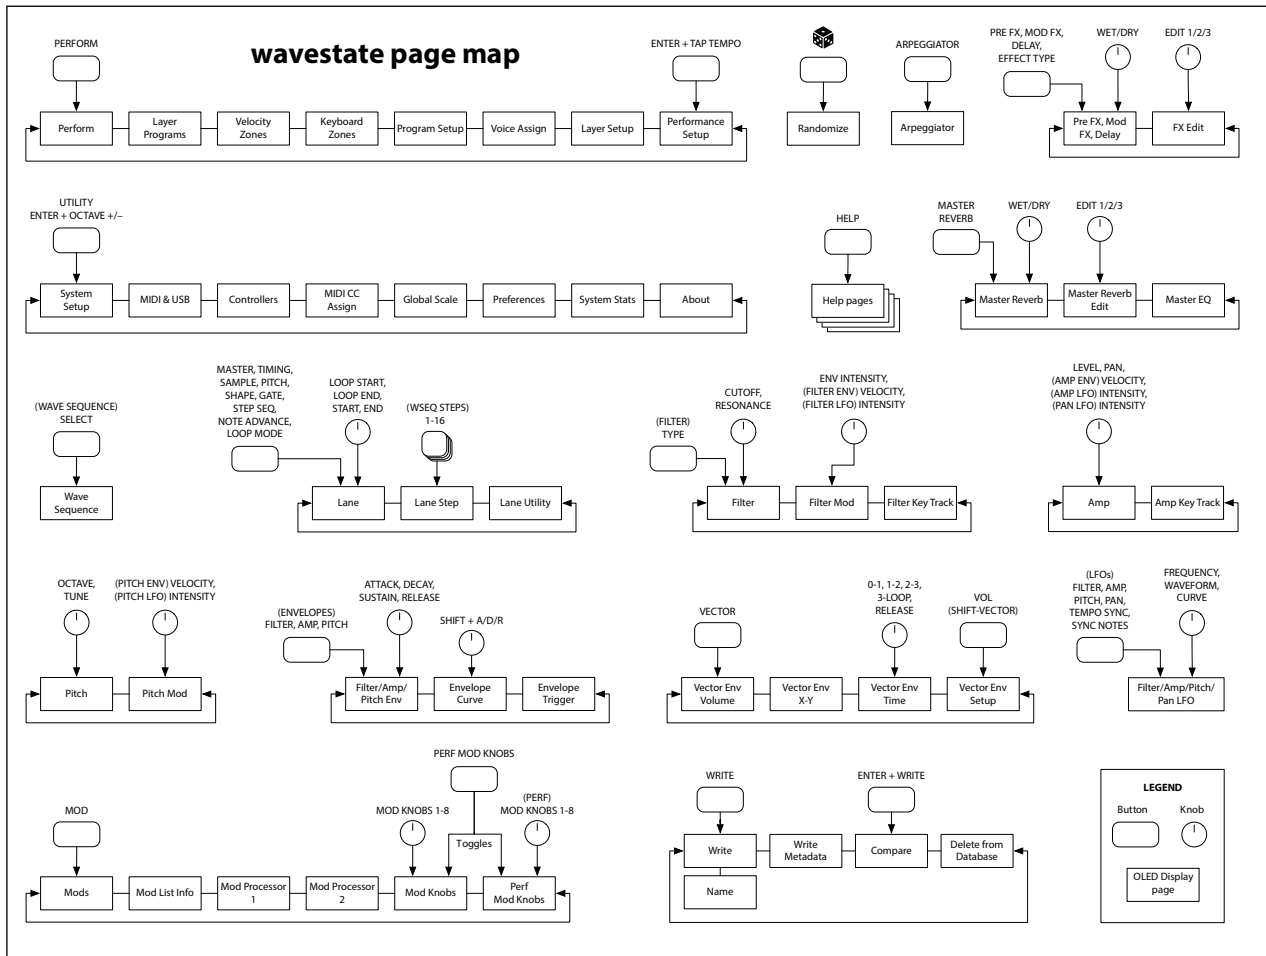 wavestate page map
PERFORM
ENTER + TAP TEMPO
Perform
Layer
Programs
Velocity
Zones
Keyboard
Zones
Program Setup
Voice Assign
Layer Setup
Performance
Setup
Randomize
ARPEGGIATOR
Arpeggiator
PRE FX, MOD FX,
DELAY,
EFFECT TYPE
WET/DRY
EDIT 1/2/3
Pre FX, Mod
FX, Delay
FX Edit
UTILITY
ENTER + OCTAVE +/–
System
Setup
MIDI & USB
Controllers
MIDI CC
Assign
Global Scale
Preferences
System Stats
About
HELP
Help pages
MASTER
REVERB
WET/DRY
EDIT 1/2/3
Master Reverb
Master Reverb
Edit
Master EQ
(WAVE SEQUENCE)
SELECT
Wave
Sequence
MASTER, TIMING,
SAMPLE, PITCH,
SHAPE, GATE,
STEP SEQ,
NOTE ADVANCE,
LOOP MODE
LOOP START,
LOOP END,
START, END
(WSEQ STEPS)
1-16
Lane
Lane Step
Lane Utility
(FILTER)
TYPE
CUTOFF,
RESONANCE
ENV INTENSITY,
(FILTER ENV) VELOCITY,
(FILTER LFO) INTENSITY
Filter
Filter Mod
Filter Key Track
LEVEL, PAN,
(AMP ENV) VELOCITY,
(AMP LFO) INTENSITY,
(PAN LFO) INTENSITY
Amp
Amp Key Track
OCTAVE,
TUNE
(PITCH ENV) VELOCITY,
(PITCH LFO) INTENSITY
Pitch
Pitch Mod
(ENVELOPES)
FILTER, AMP, PITCH
ATTACK, DECAY,
SUSTAIN, RELEASE
SHIFT + A/D/R
Filter/Amp/
Pitch Env
Envelope
Curve
Envelope
Trigger
VECTOR
0-1, 1-2, 2-3,
3-LOOP,
RELEASE
VOL
(SHIFT-VECTOR)
Vector Env
Volume
Vector Env
X-Y
Vector Env
Time
Vector Env
Setup
(LFOs)
FILTER, AMP,
PITCH, PAN,
TEMPO SYNC,
SYNC NOTES
FREQUENCY,
WAVEFORM,
CURVE
Filter/Amp/Pitch/
Pan LFO
MOD
PERF MOD KNOBS
MOD KNOBS 1-8
(PERF)
MOD KNOBS 1-8
Toggles
Mods
Mod List Info
Mod Processor
1
Mod Processor
2
Mod Knobs
Perf
Mod Knobs
WRITE
ENTER + WRITE
Write
Write
Metadata
Compare
Delete from
Database
Name
LEGEND
Button
Knob
OLED Display
page